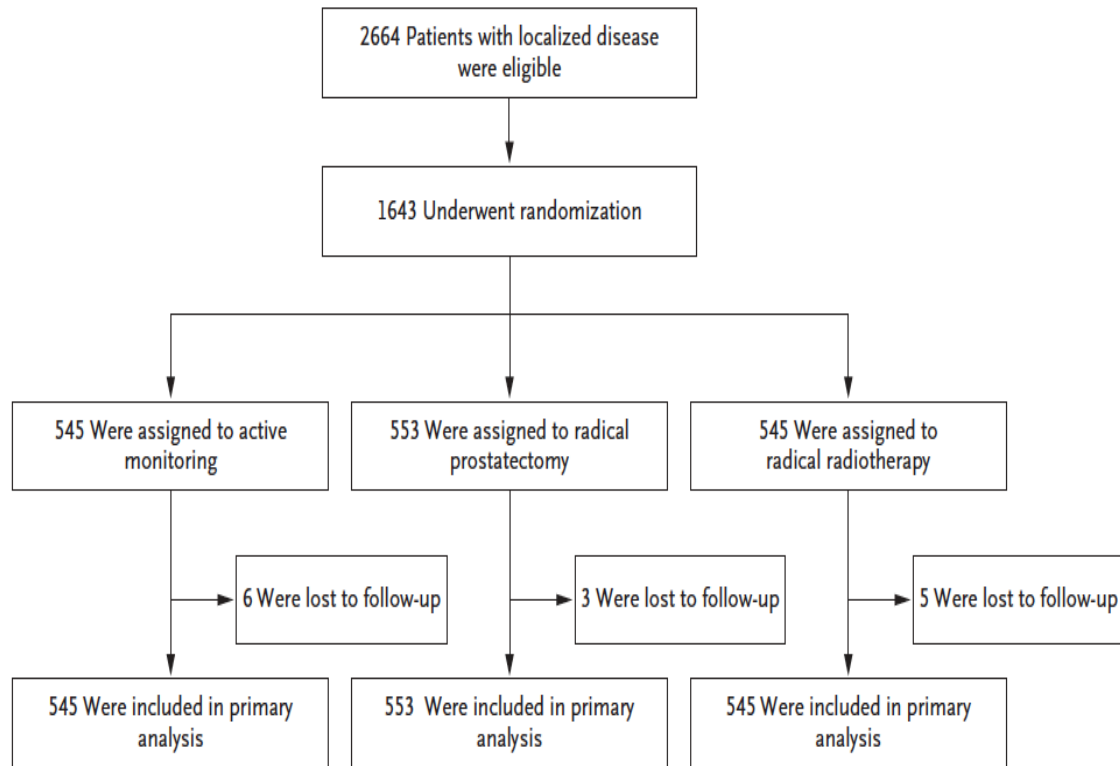 2664 Patients with localized disease
were eligible
1643 Underwent randomization
545 Were assigned to active
monitoring
553 Were assigned to radical
prostatectomy
545 Were assigned to
radical radiotherapy
6 Were lost to follow-up
3 Were lost to follow-up
5 Were lost to follow-up
545 Were included in primary
analysis
553 Were included in primary
analysis
545 Were included in primary
analysis